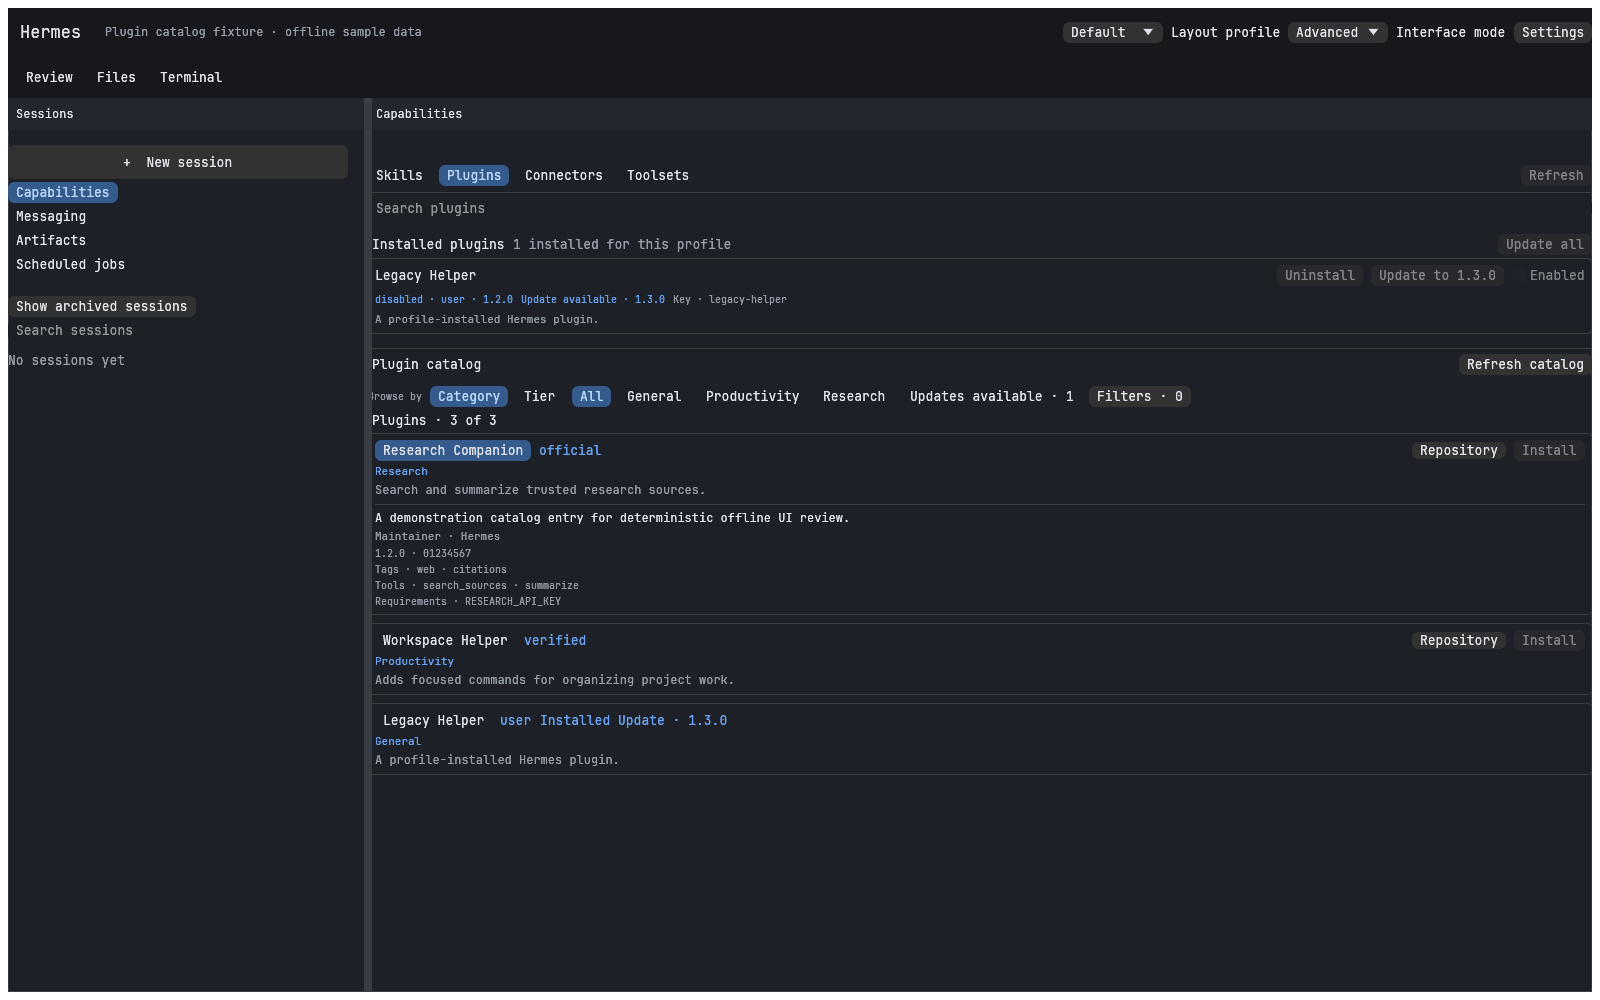 Hermes Plugin catalog fixture · offline sample data Default Layout profile Advanced Interface mode Settings
Review Files Terminal
Sessions
+ New session
Capabilities
Messaging
Artifacts
Scheduled jobs
Show archived sessions
Search sessions
No sessions yet
Capabilities
Skills Plugins Connectors Toolsets Refresh
Search plugins
Installed plugins 1 installed for this profile Update all
Legacy Helper Uninstall Update to 1.3.0 Enabled
disabled · user · 1.2.0 Update available · 1.3.0 Key · legacy-helper
A profile-installed Hermes plugin.
Plugin catalog Refresh catalog
Browse by Category Tier All General Productivity Research Updates available · 1 Filters · 0
Plugins · 3 of 3
Research Companion official Repository Install
Research
Search and summarize trusted research sources.
A demonstration catalog entry for deterministic offline UI review.
Maintainer · Hermes
1.2.0 · 01234567
Tags · web · citations
Tools · search_sources · summarize
Requirements · RESEARCH_API_KEY
Workspace Helper verified Repository Install
Productivity
Adds focused commands for organizing project work.
Legacy Helper user Installed Update · 1.3.0
General
A profile-installed Hermes plugin.